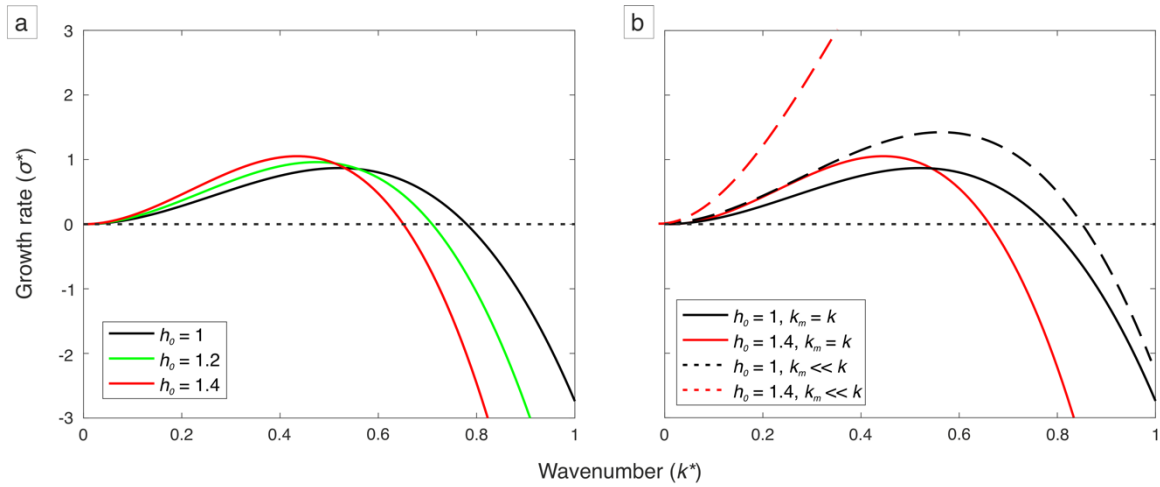 a
b
3
2
1
0
-1
-2
-3
Growth rate (σ*)
h₀ = 1
h₀ = 1.2
h₀ = 1.4
0
0.2
0.4
0.6
0.8
1
h₀ = 1, kₘ = k
h₀ = 1.4, kₘ = k
h₀ = 1, kₘ << k
h₀ = 1.4, kₘ << k
0
0.2
0.4
0.6
0.8
1
Wavenumber (k*)